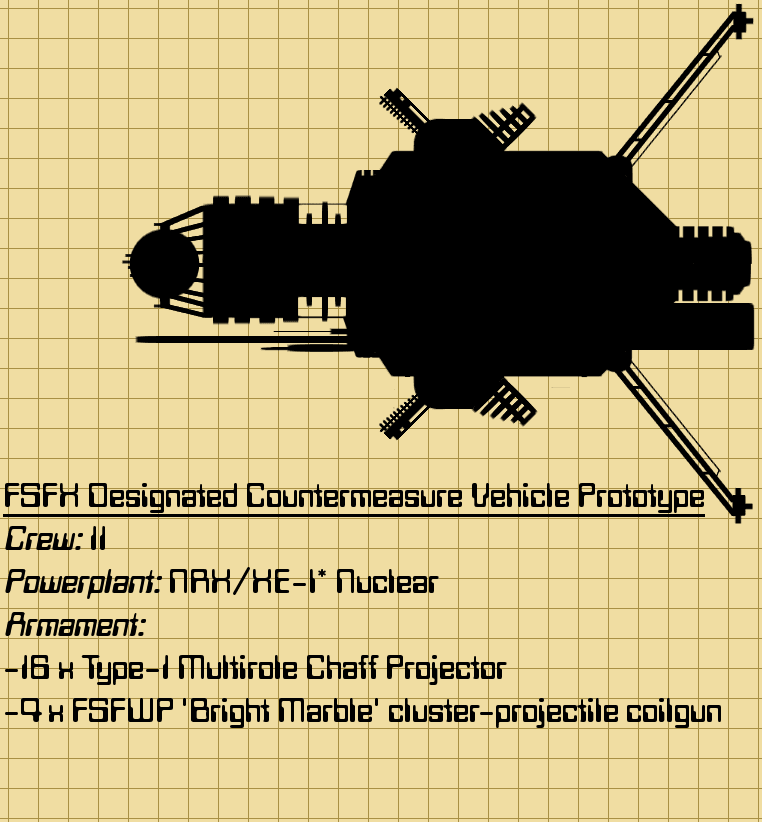 FSFX Designated Countermeasure Vehicle Prototype
Crew: 11
Powerplant: NRX/XE-1* Nuclear
Armament:
-16 x Type-1 Multirole Chaff Projector
-4 x FSFWP 'Bright Marble' cluster-projectile coilgun